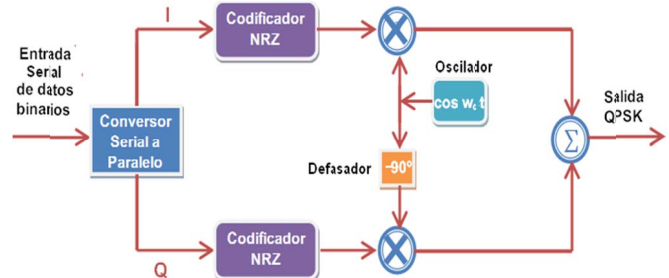 I
Codificador
NRZ
Entrada
Serial
de datos
binarios
Conversor
Serial a
Paralelo
Oscilador
cos wc t
Salida
QPSK
Σ
Defasador
-90º
Codificador
NRZ
Q